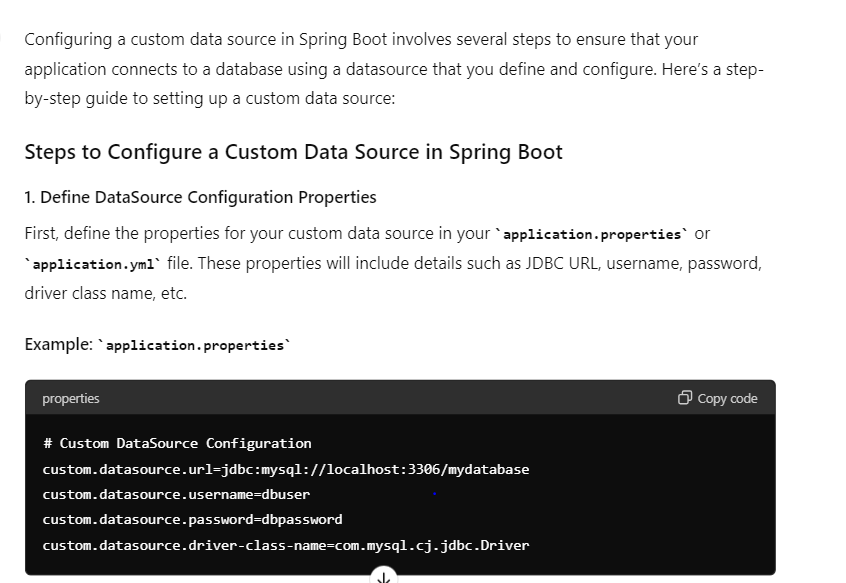 Configuring a custom data source in Spring Boot involves several steps to ensure that your
application connects to a database using a datasource that you define and configure. Here's a step-
by-step guide to setting up a custom data source:
Steps to Configure a Custom Data Source in Spring Boot
1. Define DataSource Configuration Properties
First, define the properties for your custom data source in your `application.properties` or
`application.yml` file. These properties will include details such as JDBC URL, username, password,
driver class name, etc.
Example: `application.properties`
properties Copy code
# Custom DataSource Configuration
custom.datasource.url=jdbc:mysql://localhost:3306/mydatabase
custom.datasource.username=dbuser
custom.datasource.password=dbpassword
custom.datasource.driver-class-name=com.mysql.cj.jdbc.Driver